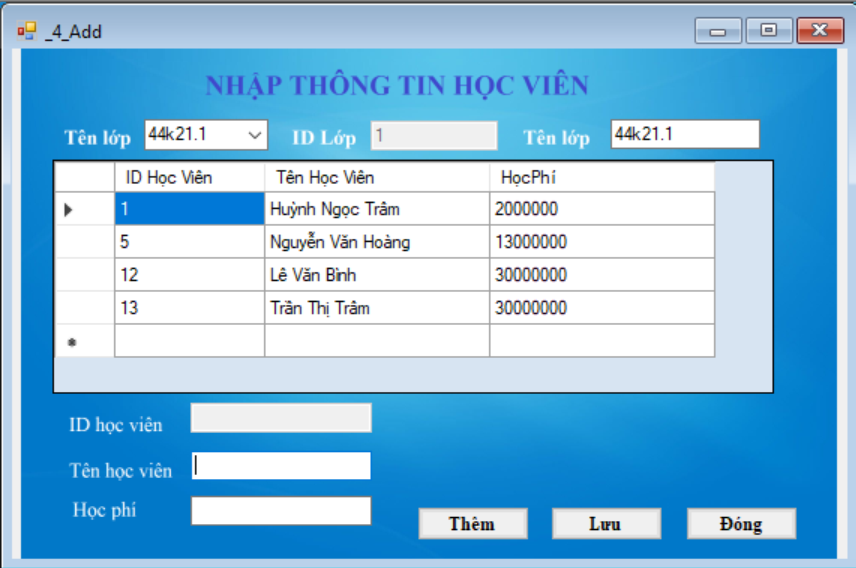 _4_Add
NHẬP THÔNG TIN HỌC VIÊN
Tên lớp 44k21.1 ID Lớp 1 Tên lớp 44k21.1
ID Học Viên Tên Học Viên HọcPhí
1 Huỳnh Ngọc Trâm 2000000
5 Nguyễn Văn Hoàng 13000000
12 Lê Văn Bình 30000000
13 Trần Thị Trâm 30000000
ID học viên
Tên học viên
Học phí
Thêm Lưu Đóng